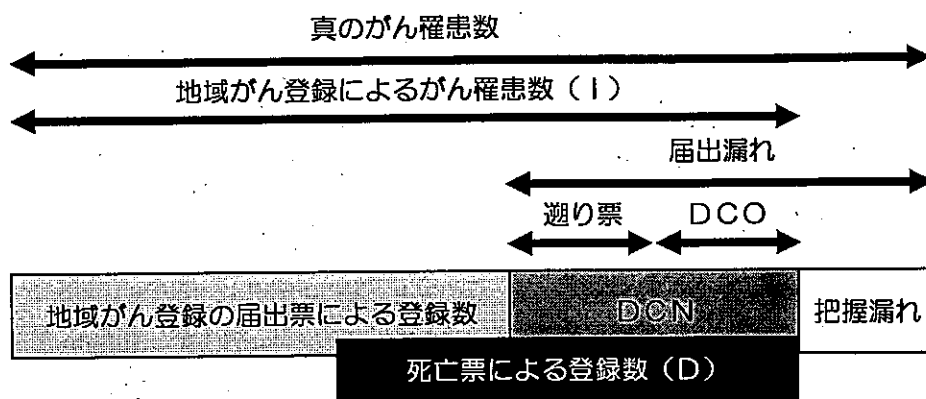 真のがん罹患数
地域がん登録によるがん罹患数（I）
届出漏れ
遡り票
DCO
地域がん登録の届出票による登録数
DCN
把握漏れ
死亡票による登録数（D）